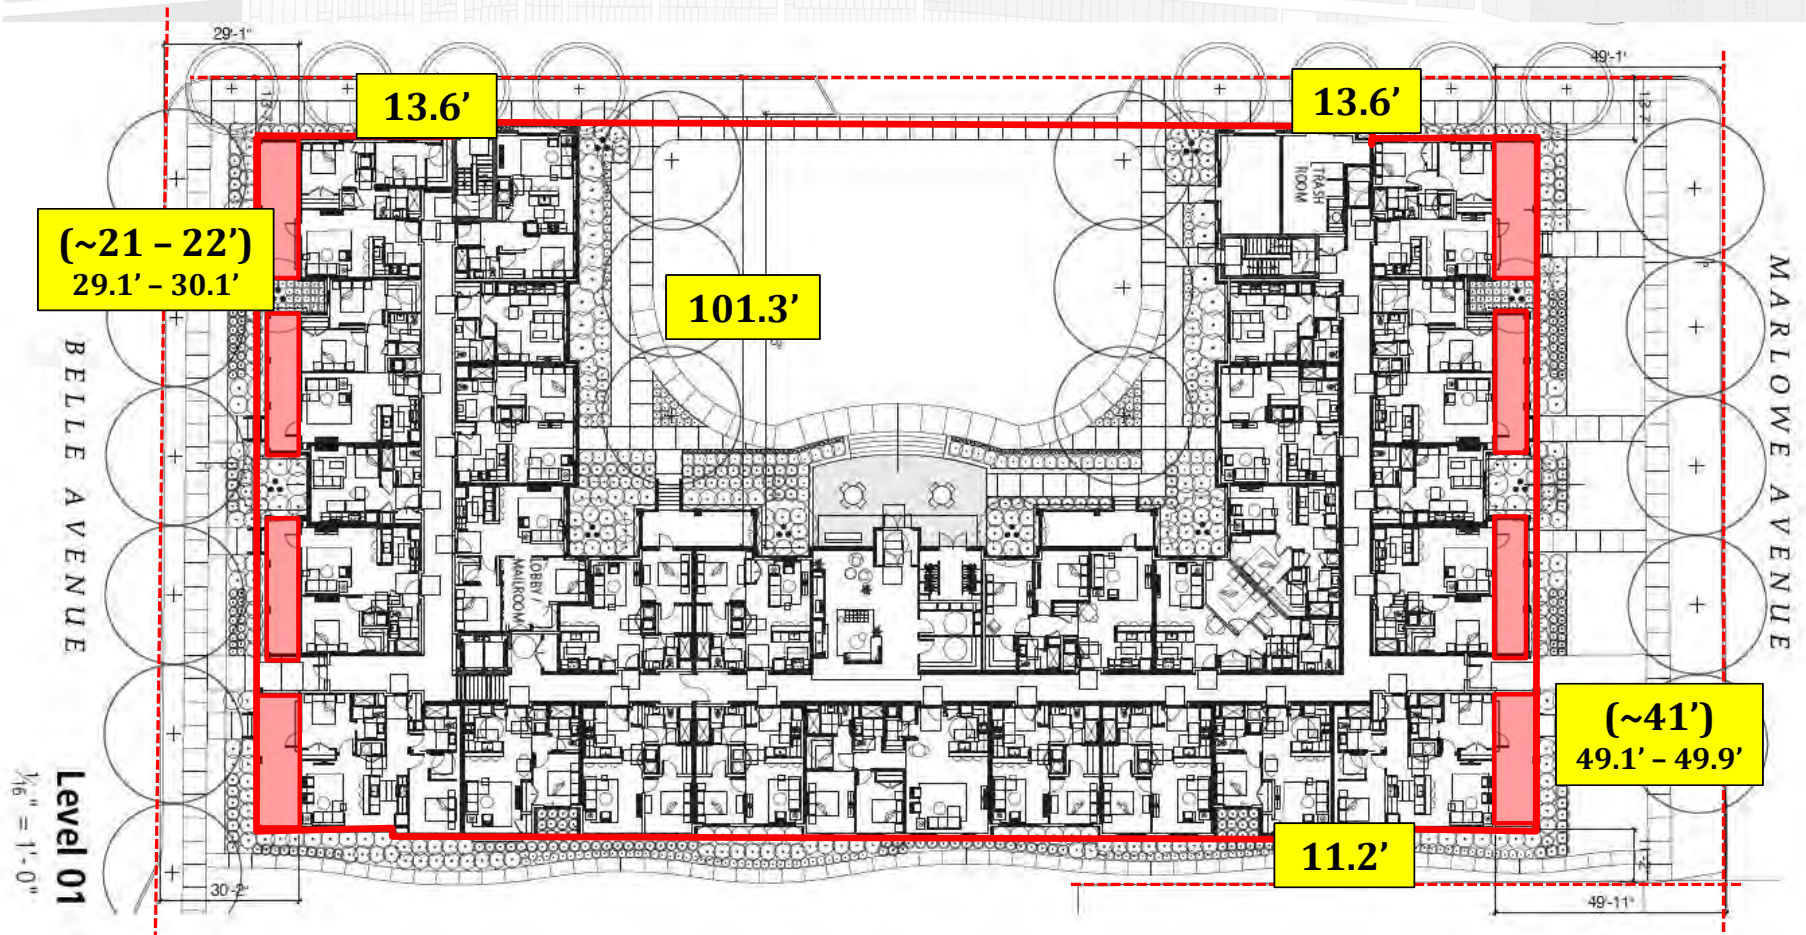 29'-1"
49'-1"
13.6’
13.6’
TRASH
ROOM
(~21 – 22’)
29.1’ – 30.1’
101.3’
BELLE AVENUE
MARLOWE AVENUE
LOBBY/
MAILROOM
(~41’)
49.1’ – 49.9’
11.2’
Level 01
1/16" = 1'-0"
30'-2"
49'-11"